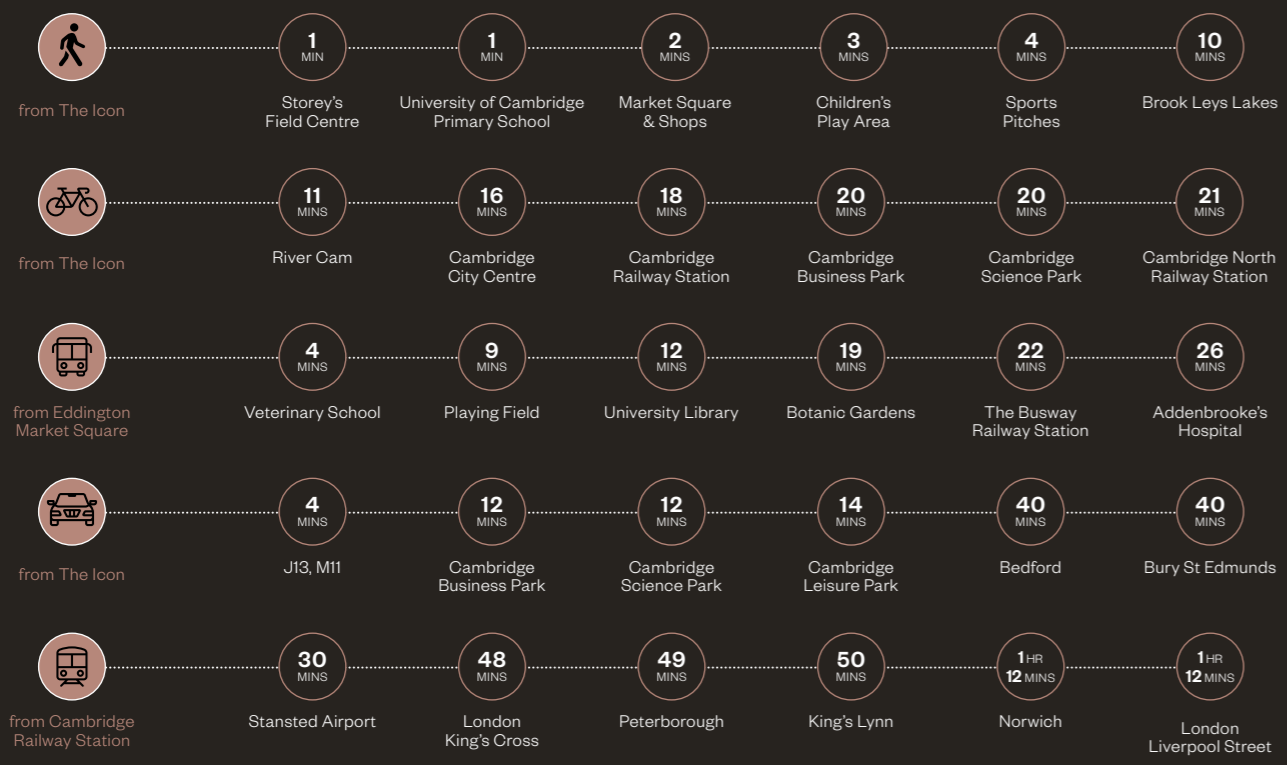 1
MIN
1
MIN
2
MINS
3
MINS
4
MINS
10
MINS
from The Icon
Storey's
Field Centre
University of Cambridge
Primary School
Market Square
& Shops
Children's
Play Area
Sports
Pitches
Brook Leys Lakes
11
MINS
16
MINS
18
MINS
20
MINS
20
MINS
21
MINS
from The Icon
River Cam
Cambridge
City Centre
Cambridge
Railway Station
Cambridge
Business Park
Cambridge
Science Park
Cambridge North
Railway Station
4
MINS
9
MINS
12
MINS
19
MINS
22
MINS
26
MINS
from Eddington
Market Square
Veterinary School
Playing Field
University Library
Botanic Gardens
The Busway
Railway Station
Addenbrooke's
Hospital
4
MINS
12
MINS
12
MINS
14
MINS
40
MINS
40
MINS
from The Icon
J13, M11
Cambridge
Business Park
Cambridge
Science Park
Cambridge
Leisure Park
Bedford
Bury St Edmunds
30
MINS
48
MINS
49
MINS
50
MINS
1 HR
12 MINS
1 HR
12 MINS
from Cambridge
Railway Station
Stansted Airport
London
King's Cross
Peterborough
King's Lynn
Norwich
London
Liverpool Street